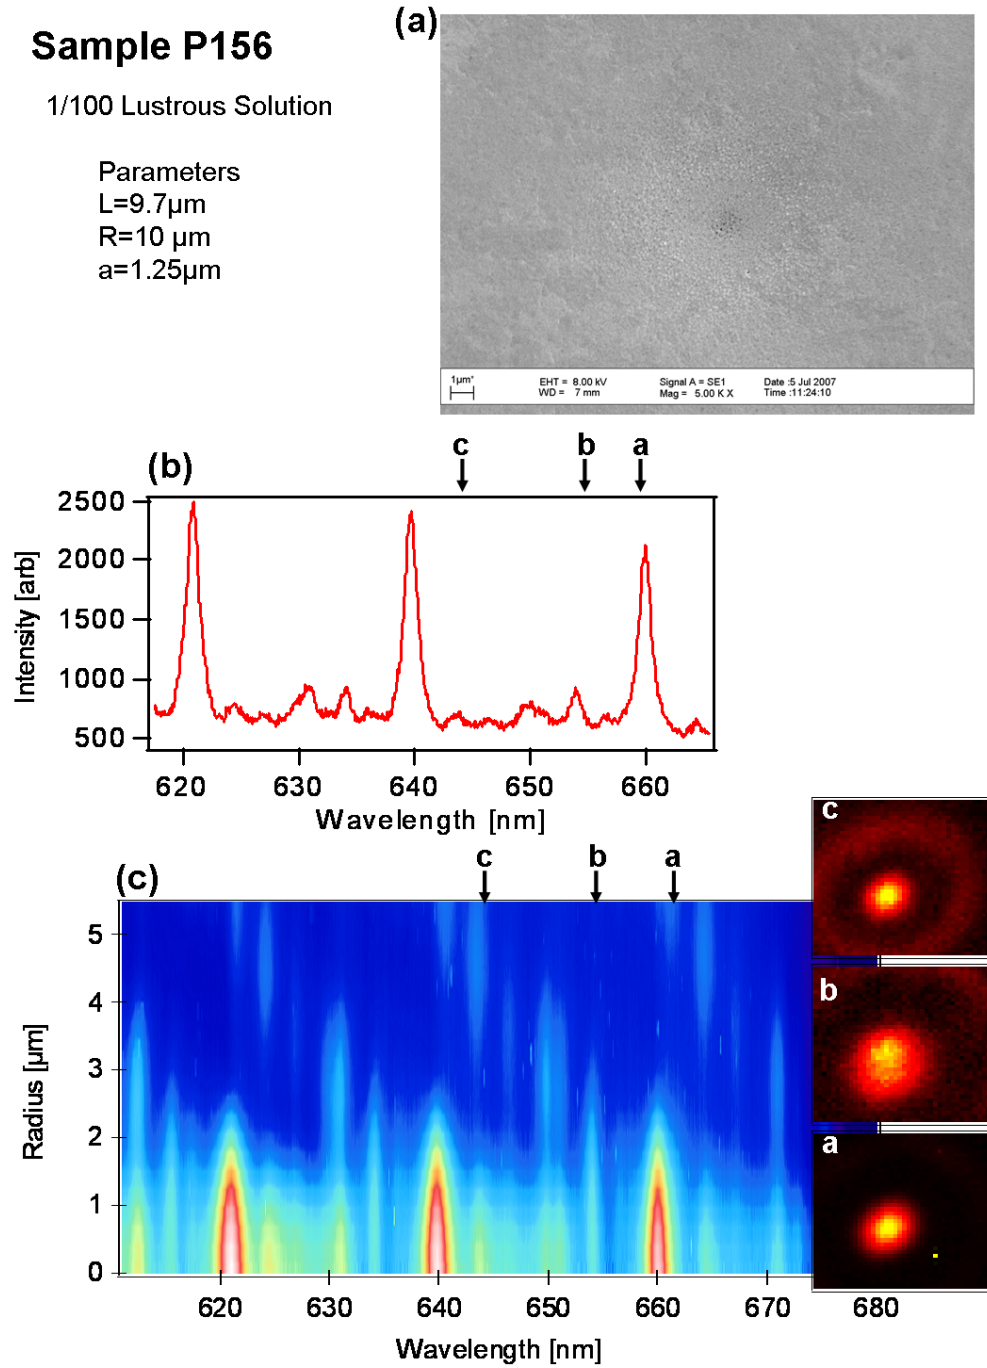 Sample P156
1/100 Lustrous Solution
Parameters
L=9.7µm
R=10 µm
a=1.25µm
(a)
1µm*
EHT = 8.00 kV
WD = 7 mm
Signal A = SE1
Mag = 5.00 K X
Date :5 Jul 2007
Time :11:24:10
(b)
c b a
2500
2000
1500
1000
500
Intensity [arb]
620 630 640 650 660
Wavelength [nm]
(c)
c b a
5
4
3
2
1
0
Radius [µm]
620 630 640 650 660 670 680
Wavelength [nm]
c
b
a